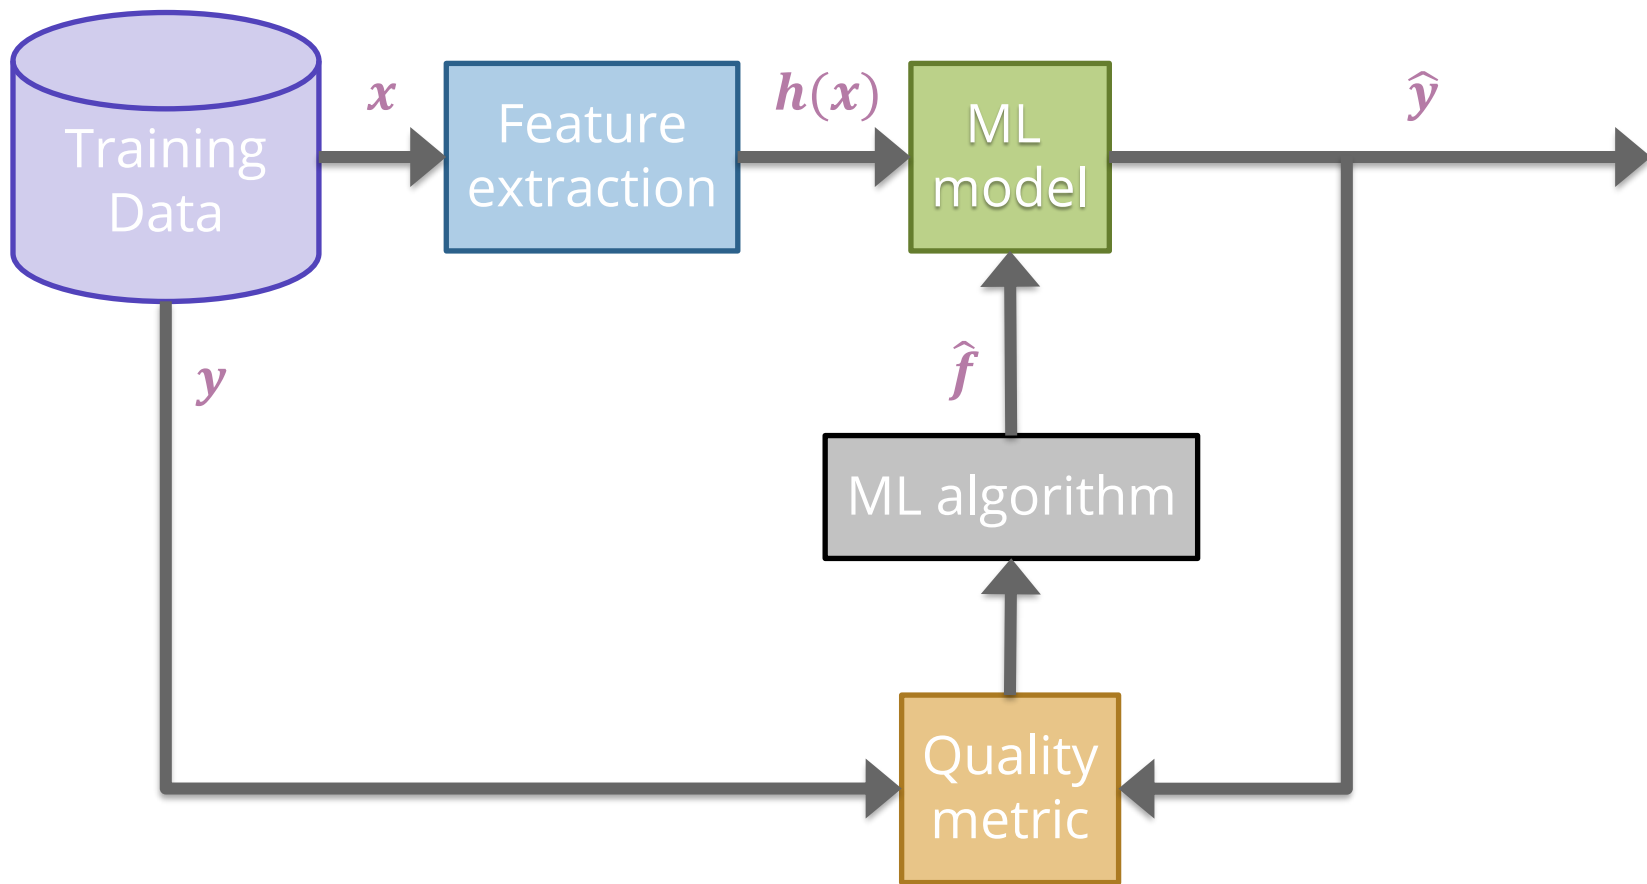 x
h(x)
ŷ
Training
Data
Feature
extraction
ML
model
y
f̂
ML algorithm
Quality
metric